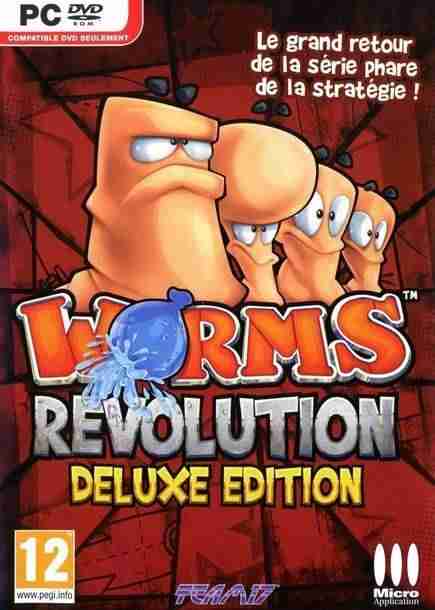 PC DVD
ROM
COMPATIBLE DVD SEULEMENT
Le grand retour
de la série phare
de la stratégie !
WORMS™
REVOLUTION
DELUXE EDITION
12
www.pegi.info
TEAM17
Micro
Application